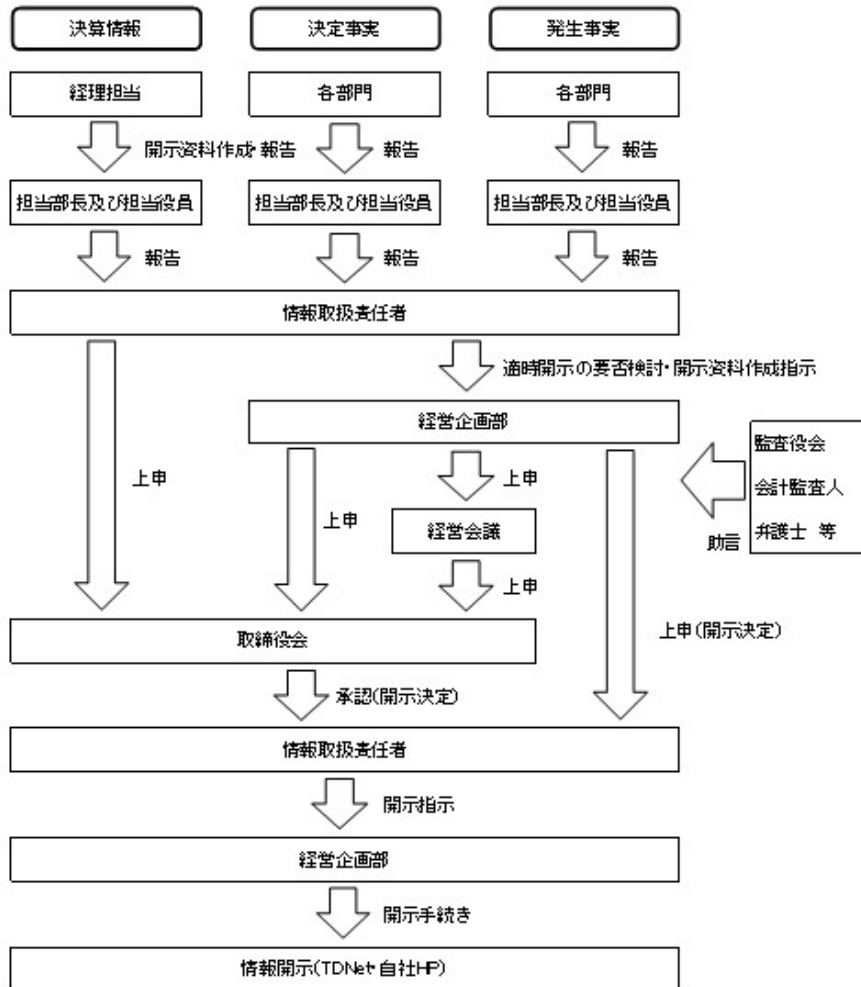 決算情報
決定事実
発生事実
経理担当
各部門
各部門
開示資料作成・報告
報告
報告
担当部長及び担当役員
担当部長及び担当役員
担当部長及び担当役員
報告
報告
報告
情報取扱責任者
適時開示の要否検討・開示資料作成指示
経営企画部
監査役会
会計監査人
弁護士 等
助言
上申
上申
上申
経営会議
上申
上申(開示決定)
取締役会
承認(開示決定)
情報取扱責任者
開示指示
経営企画部
開示手続き
情報開示(TDNet・自社HP)